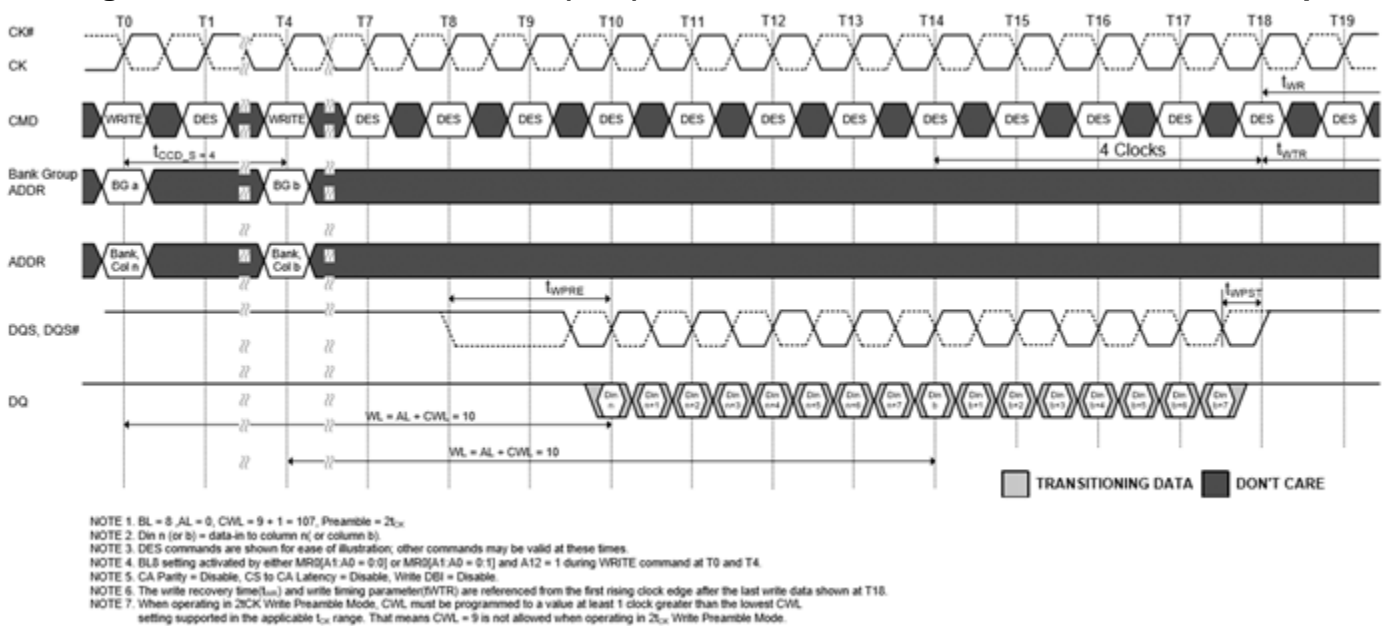 T0 T1 T4 T7 T8 T9 T10 T11 T12 T13 T14 T15 T16 T17 T18 T19
CK#
CK
tWR
CMD
WRITE DES WRITE DES DES DES DES DES DES DES DES DES DES DES DES DES
tCCD_S = 4
4 Clocks
tWTR
Bank Group
ADDR
BG a BG b
ADDR
Bank, Col n
Bank, Col b
tWPRE
tWPST
DQS, DQS#
DQ
Din n Din n+1 Din n+2 Din n+3 Din n+4 Din n+5 Din n+6 Din n+7 Din b Din b+1 Din b+2 Din b+3 Din b+4 Din b+5 Din b+6 Din b+7
WL = AL + CWL = 10
WL = AL + CWL = 10
TRANSITIONING DATA DON'T CARE
NOTE 1. BL = 8 ,AL = 0, CWL = 9 + 1 = 107, Preamble = 2tCK
NOTE 2. Din n (or b) = data-in to column n( or column b).
NOTE 3. DES commands are shown for ease of illustration; other commands may be valid at these times.
NOTE 4. BL8 setting activated by either MR0[A1:A0 = 0:0] or MR0[A1:A0 = 0:1] and A12 = 1 during WRITE command at T0 and T4.
NOTE 5. CA Parity = Disable, CS to CA Latency = Disable, Write DBI = Disable.
NOTE 6. The write recovery time(tWR) and write timing parameter(tWTR) are referenced from the first rising clock edge after the last write data shown at T18.
NOTE 7. When operating in 2tCK Write Preamble Mode, CWL must be programmed to a value at least 1 clock greater than the lowest CWL
setting supported in the applicable tCK range. That means CWL = 9 is not allowed when operating in 2tCK Write Preamble Mode.